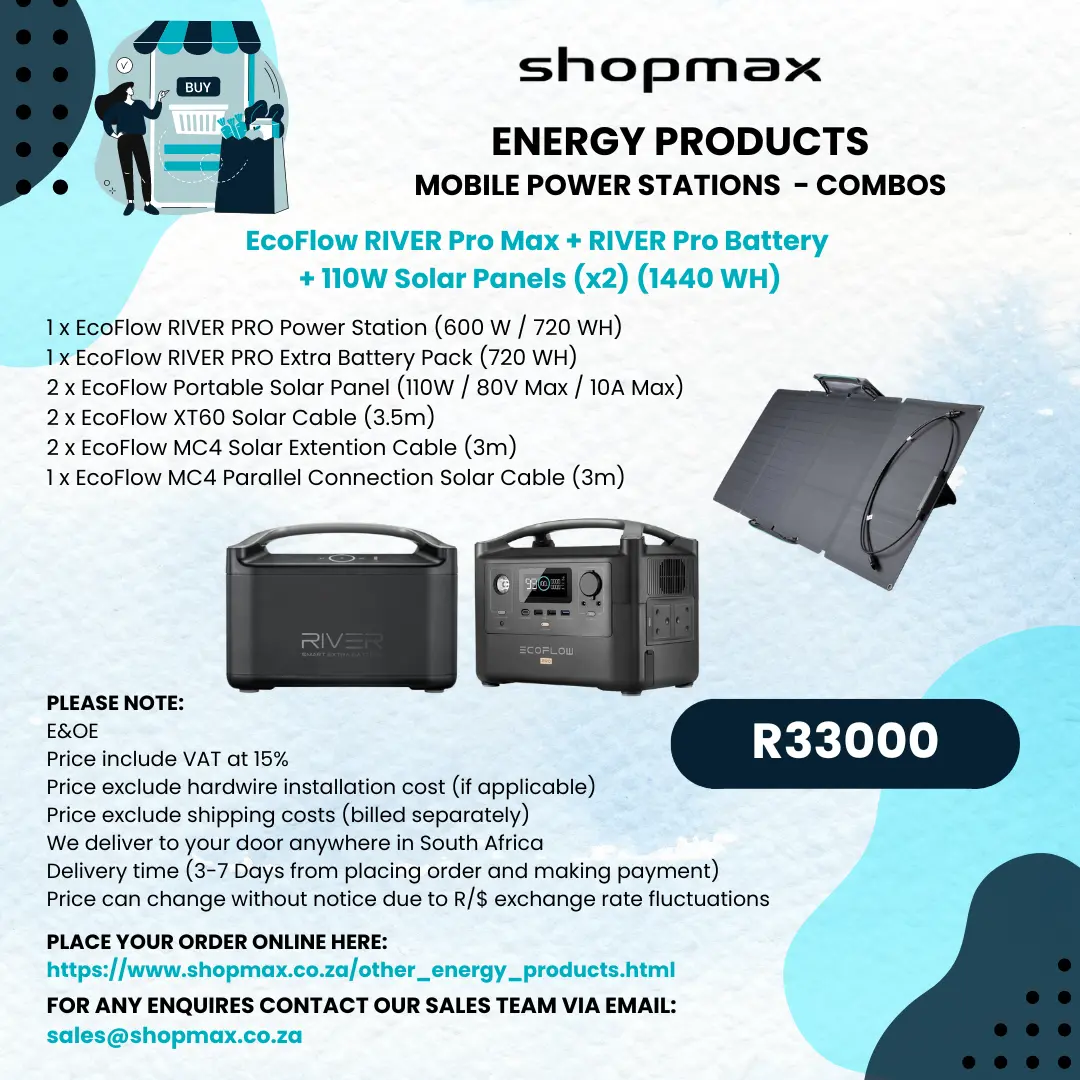 BUY
shopmax
ENERGY PRODUCTS
MOBILE POWER STATIONS - COMBOS
EcoFlow RIVER Pro Max + RIVER Pro Battery
+ 110W Solar Panels (x2) (1440 WH)
1 x EcoFlow RIVER PRO Power Station (600 W / 720 WH)
1 x EcoFlow RIVER PRO Extra Battery Pack (720 WH)
2 x EcoFlow Portable Solar Panel (110W / 80V Max / 10A Max)
2 x EcoFlow XT60 Solar Cable (3.5m)
2 x EcoFlow MC4 Solar Extention Cable (3m)
1 x EcoFlow MC4 Parallel Connection Solar Cable (3m)
RIVER
ECOFLOW
PLEASE NOTE:
E&OE
Price include VAT at 15%
Price exclude hardwire installation cost (if applicable)
Price exclude shipping costs (billed separately)
We deliver to your door anywhere in South Africa
Delivery time (3-7 Days from placing order and making payment)
Price can change without notice due to R/$ exchange rate fluctuations
R33000
PLACE YOUR ORDER ONLINE HERE:
https://www.shopmax.co.za/other_energy_products.html
FOR ANY ENQUIRES CONTACT OUR SALES TEAM VIA EMAIL:
sales@shopmax.co.za